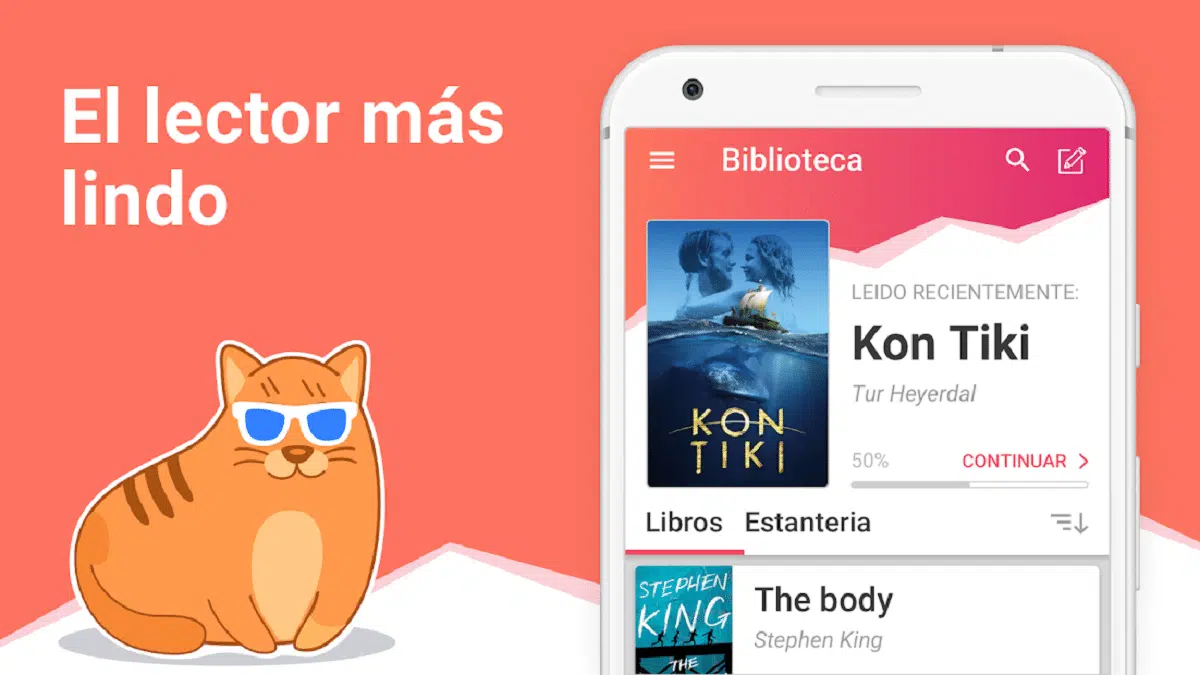 El lector más
lindo
Biblioteca
LEIDO RECIENTEMENTE:
Kon Tiki
Tur Heyerdal
KON
TIKI
50%
CONTINUAR
Libros
Estanteria
STEPHEN
KING
THE
The body
Stephen King